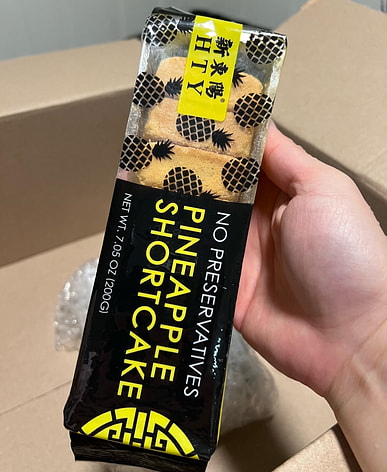 新東陽
HTY
NO PRESERVATIVES
PINEAPPLE
SHORTCAKE
NET WT. 7.05 OZ (200G)